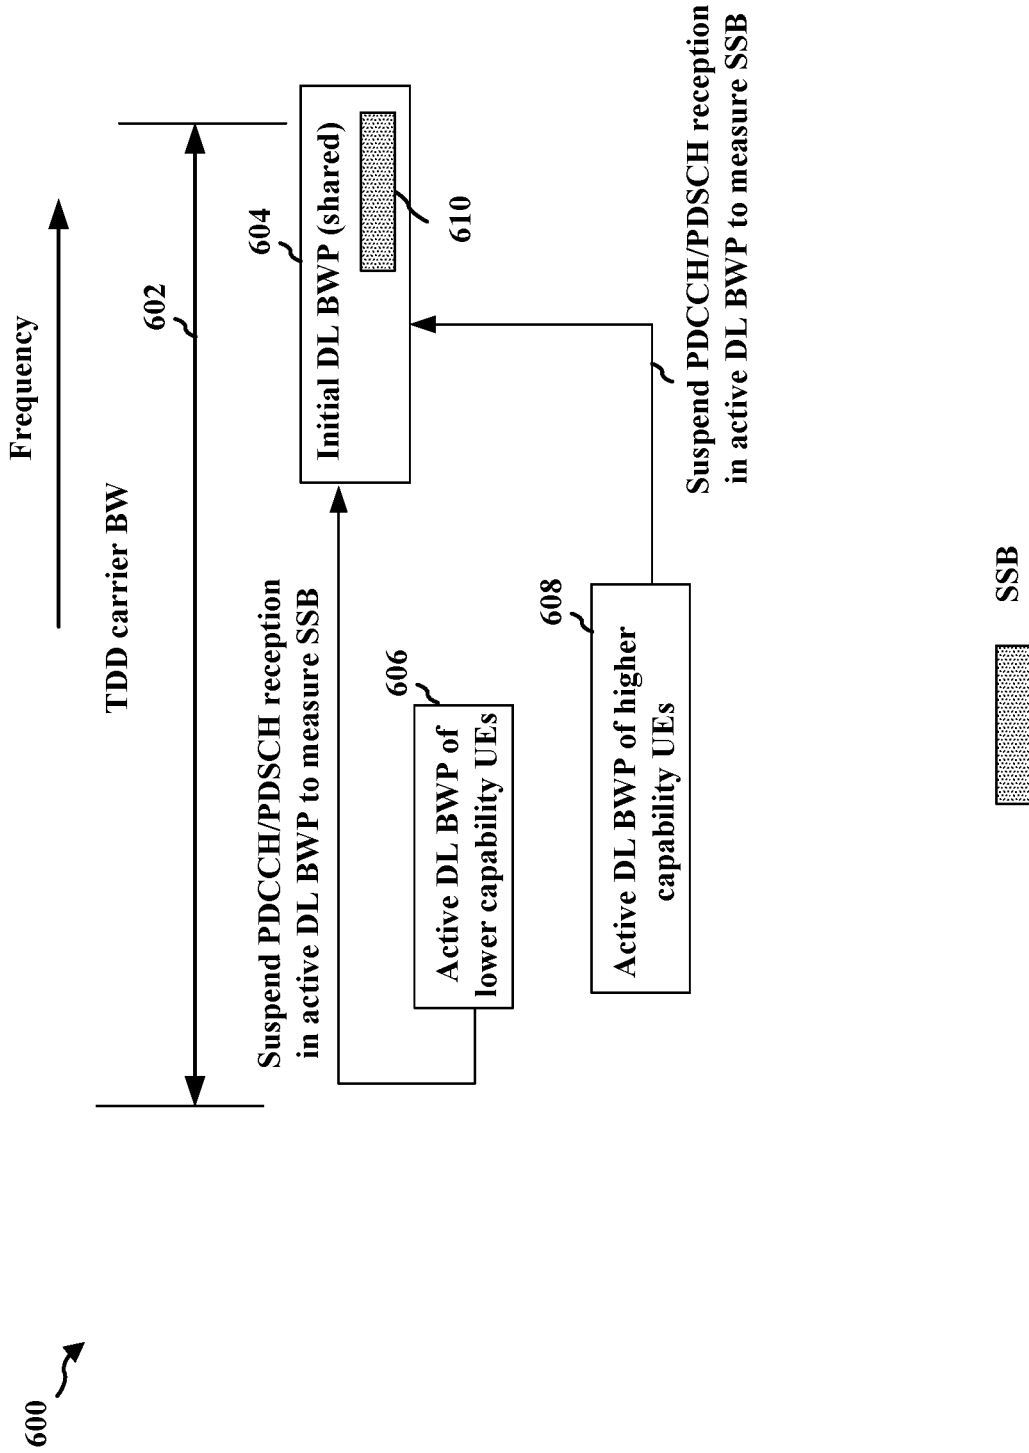 600
Frequency
TDD carrier BW
602
Suspend PDCCH/PDSCH reception
in active DL BWP to measure SSB
604
Initial DL BWP (shared)
610
606
Active DL BWP of
lower capability UEs
608
Active DL BWP of higher
capability UEs
Suspend PDCCH/PDSCH reception
in active DL BWP to measure SSB
SSB